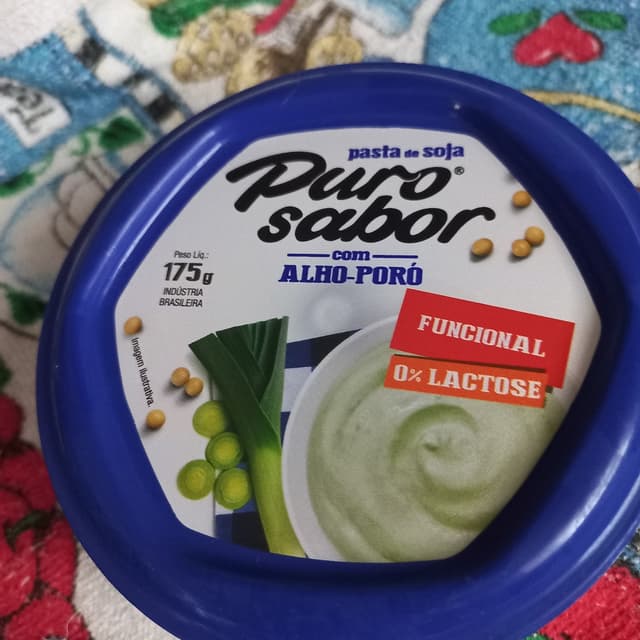 pasta de soja
Puro®
sabor
com
ALHO-PORÓ
Peso Líq.:
175g
INDÚSTRIA
BRASILEIRA
FUNCIONAL
0% LACTOSE
Imagem ilustrativa.